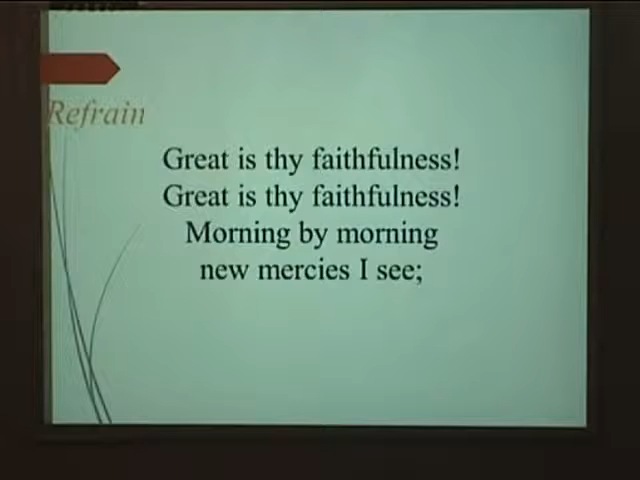 Refrain
Great is thy faithfulness!
Great is thy faithfulness!
Morning by morning
new mercies I see;